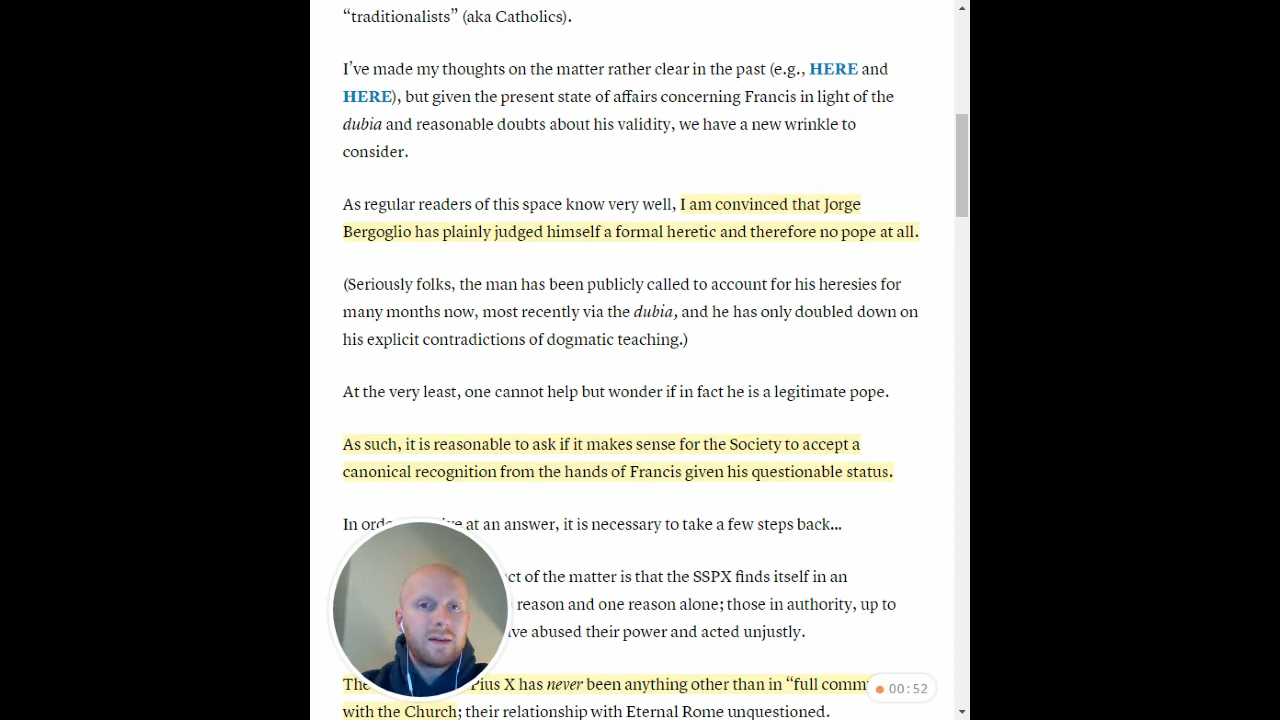 “traditionalists” (aka Catholics).
I’ve made my thoughts on the matter rather clear in the past (e.g., HERE and
HERE), but given the present state of affairs concerning Francis in light of the
dubia and reasonable doubts about his validity, we have a new wrinkle to
consider.
As regular readers of this space know very well, I am convinced that Jorge
Bergoglio has plainly judged himself a formal heretic and therefore no pope at all.
(Seriously folks, the man has been publicly called to account for his heresies for
many months now, most recently via the dubia, and he has only doubled down on
his explicit contradictions of dogmatic teaching.)
At the very least, one cannot help but wonder if in fact he is a legitimate pope.
As such, it is reasonable to ask if it makes sense for the Society to accept a
canonical recognition from the hands of Francis given his questionable status.
In at an answer, it is necessary to take a few steps back...
of the matter is that the SSPX finds itself in an
reason and one reason alone; those in authority, up to
abused their power and acted unjustly.
Pius X has never been anything other than in “full
with the Church; their relationship with Eternal Rome unquestioned.
00:52